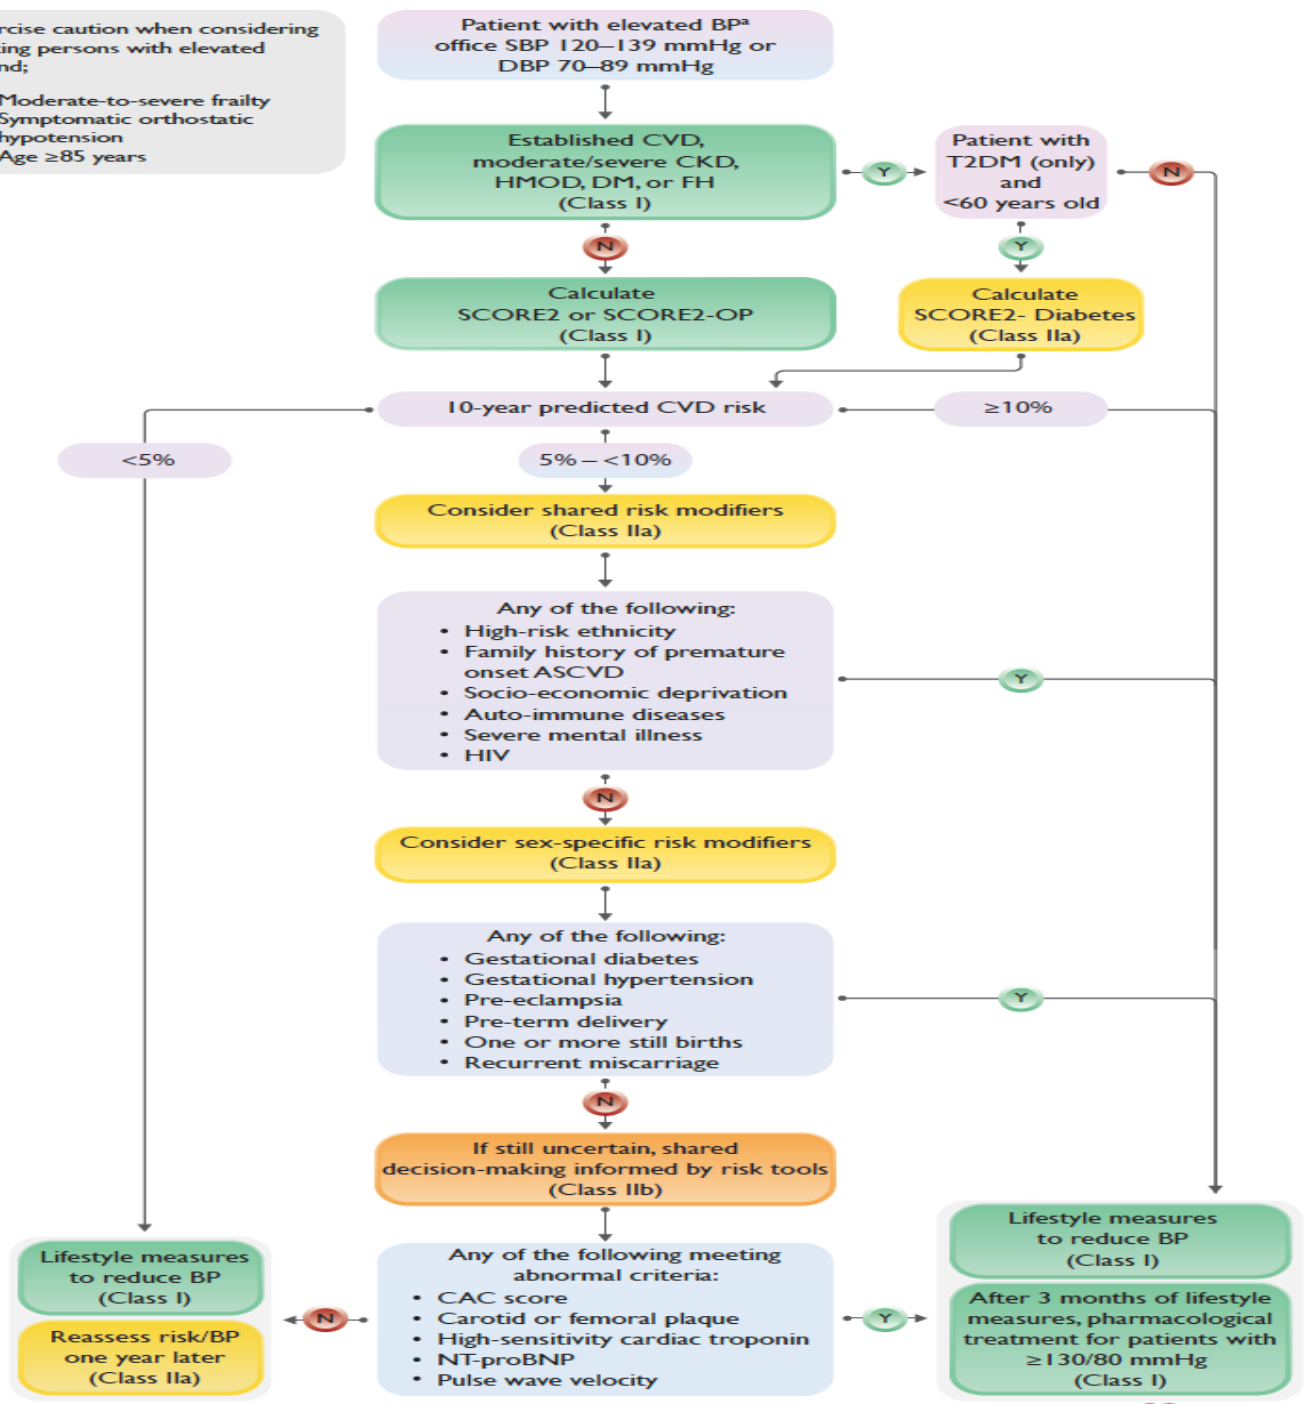 rcise caution when considering
ing persons with elevated
nd;
Moderate-to-severe frailty
Symptomatic orthostatic
hypotension
Age ≥85 years
Patient with elevated BPᵃ
office SBP 120–139 mmHg or
DBP 70–89 mmHg
Established CVD,
moderate/severe CKD,
HMOD, DM, or FH
(Class I)
Y
Patient with
T2DM (only)
and
<60 years old
N
N
Y
Calculate
SCORE2 or SCORE2-OP
(Class I)
Calculate
SCORE2- Diabetes
(Class IIa)
10-year predicted CVD risk
≥10%
<5%
5% – <10%
Consider shared risk modifiers
(Class IIa)
Any of the following:
• High-risk ethnicity
• Family history of premature
onset ASCVD
• Socio-economic deprivation
• Auto-immune diseases
• Severe mental illness
• HIV
Y
N
Consider sex-specific risk modifiers
(Class IIa)
Any of the following:
• Gestational diabetes
• Gestational hypertension
• Pre-eclampsia
• Pre-term delivery
• One or more still births
• Recurrent miscarriage
Y
N
If still uncertain, shared
decision-making informed by risk tools
(Class IIb)
Lifestyle measures
to reduce BP
(Class I)
Reassess risk/BP
one year later
(Class IIa)
N
Any of the following meeting
abnormal criteria:
• CAC score
• Carotid or femoral plaque
• High-sensitivity cardiac troponin
• NT-proBNP
• Pulse wave velocity
Y
Lifestyle measures
to reduce BP
(Class I)
After 3 months of lifestyle
measures, pharmacological
treatment for patients with
≥130/80 mmHg
(Class I)